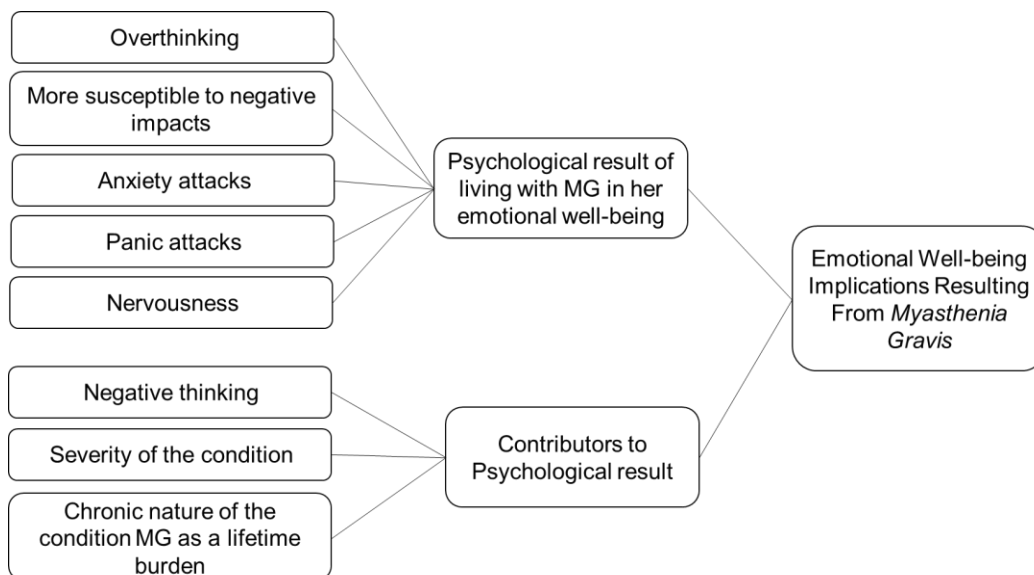 Overthinking
More susceptible to negative
impacts
Anxiety attacks
Panic attacks
Nervousness
Psychological result of
living with MG in her
emotional well-being
Negative thinking
Severity of the condition
Chronic nature of the
condition MG as a lifetime
burden
Contributors to
Psychological result
Emotional Well-being
Implications Resulting
From Myasthenia
Gravis